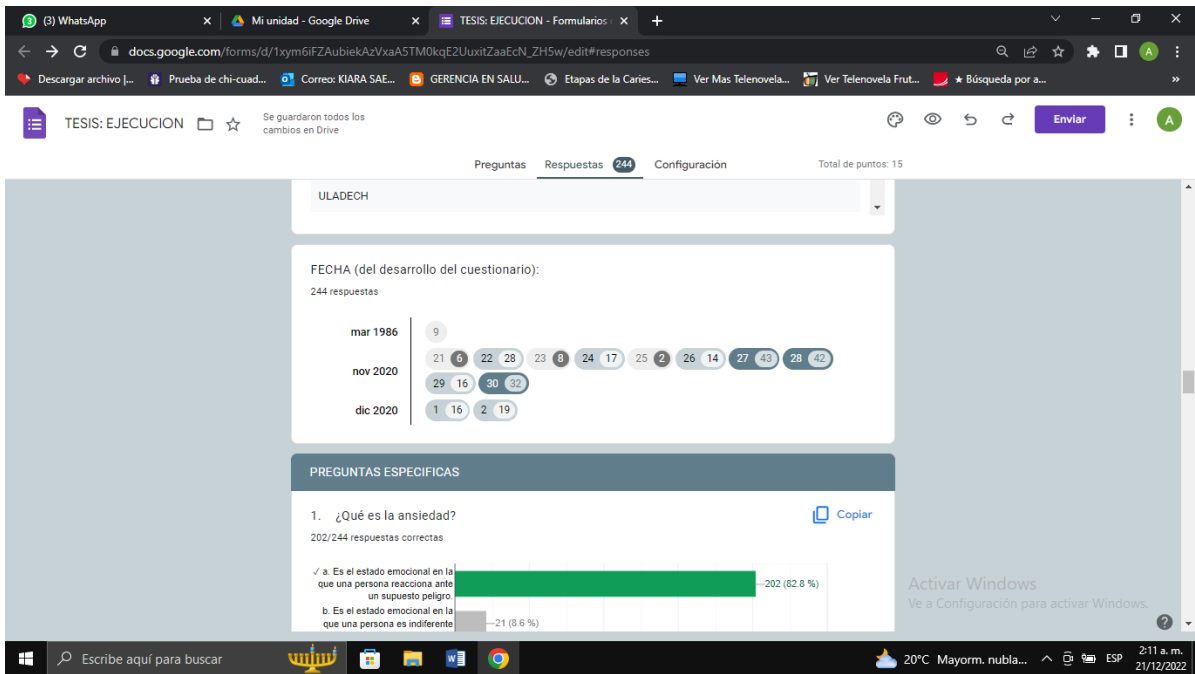 (3) WhatsApp
Mi unidad - Google Drive
TESIS: EJECUCION - Formularios
docs.google.com/forms/d/1xym6iFZAubiekAzVxaA5TM0kqE2UuxitZaaEcN_ZH5w/edit#responses
A
Descargar archivo |...
Prueba de chi-cuad...
Correo: KIARA SAE...
GERENCIA EN SALU...
Etapas de la Caries...
Ver Mas Telenovela...
Ver Telenovela Frut...
★ Búsqueda por a...
»
TESIS: EJECUCION
Se guardaron todos los
cambios en Drive
Enviar
A
Preguntas
Respuestas 244
Configuración
Total de puntos: 15
ULADECH
FECHA (del desarrollo del cuestionario):
244 respuestas
mar 1986
9
nov 2020
21 6 22 28 23 8 24 17 25 2 26 14 27 43 28 42
29 16 30 32
dic 2020
1 16 2 19
PREGUNTAS ESPECIFICAS
1. ¿Qué es la ansiedad?
Copiar
202/244 respuestas correctas
✓ a. Es el estado emocional en la
que una persona reacciona ante
un supuesto peligro.
202 (82.8 %)
b. Es el estado emocional en la
que una persona es indiferente
21 (8.6 %)
Activar Windows
Ve a Configuración para activar Windows.
Escribe aquí para buscar
20°C Mayorm. nubla...
ESP
2:11 a. m.
21/12/2022